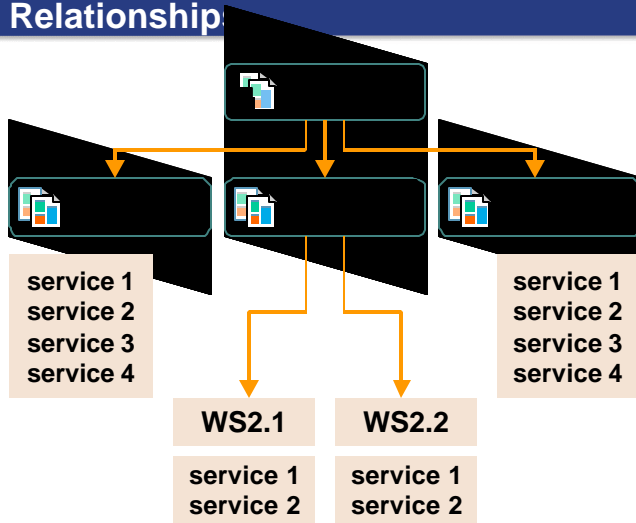 Relationships
service 1
service 2
service 3
service 4
service 1
service 2
service 3
service 4
WS2.1
WS2.2
service 1
service 2
service 1
service 2